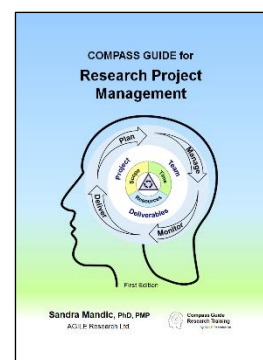 COMPASS GUIDE for
Research Project
Management
Plan
Manage
Monitor
Deliver
Project
Team
Deliverables
Scope
Time
Resources
First Edition
Sandra Mandic, PhD, PMP
AGILE Research Ltd
Compass Guide
Research Training